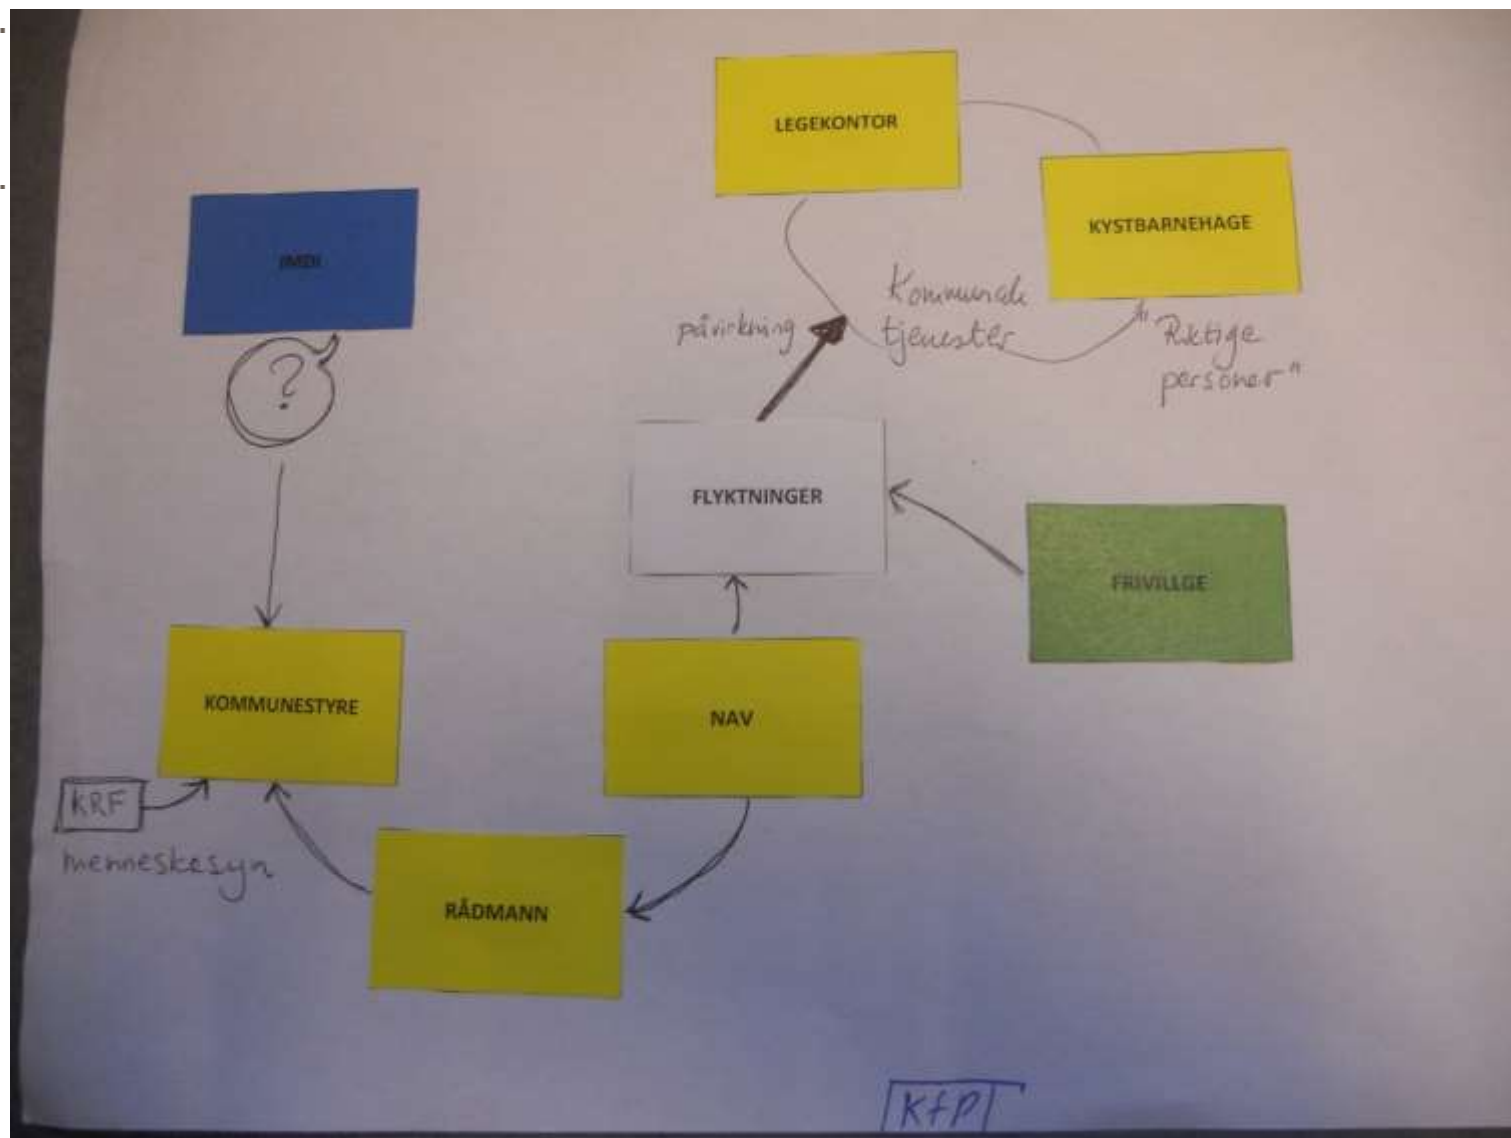 LEGEKONTOR
KYSTBARNEHAGE
IMDI
?
påvirkning
Kommunale
tjenester
"Riktige
personer"
FLYKTNINGER
FRIVILLGE
KOMMUNESTYRE
NAV
KRF
menneskesyn
RÅDMANN
KfP